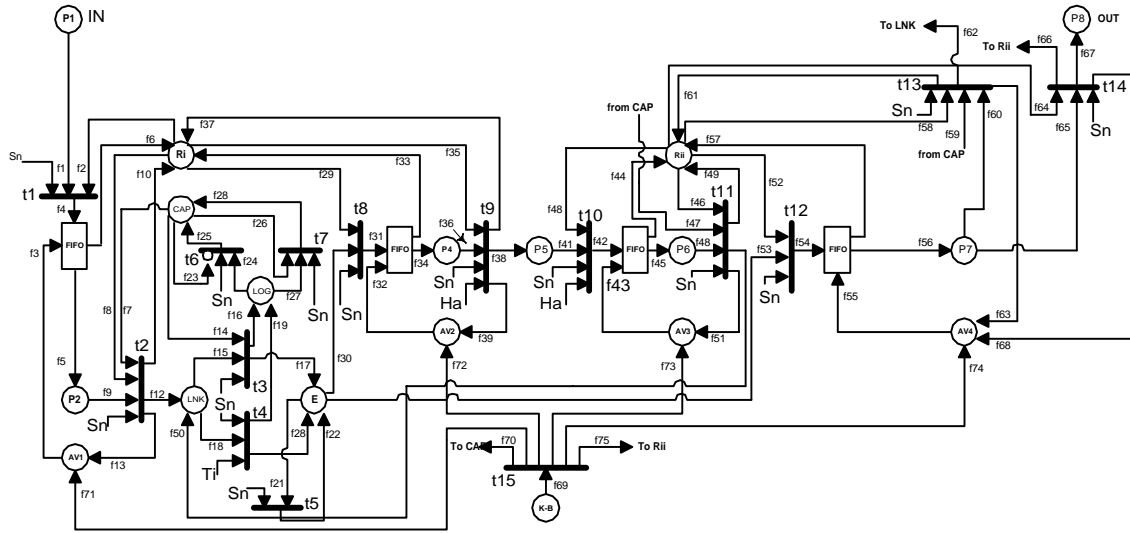 P1 IN
To LNK
f62
To Rii
f66
P8 OUT
f67
t13
t14
Sn
f58
f59
f60
f64
f65
Sn
from CAP
f61
from CAP
Sn
f1
f2
t1
f4
f3
FIFO
f6
Ri
f10
f37
f33
f35
f29
f8
f7
CAP
f28
f25
f26
t6
t7
f24
f23
Sn
LOG
f27
Sn
f16
f19
t8
f31
FIFO
f32
Sn
f34
f36
P4
t9
f38
Sn
Ha
P5
f48
t10
f41
f42
Sn
Ha
f44
Rii
f57
f49
f46
f47
t11
FIFO
f43
f45
P6
f48
Sn
f52
f53
t12
f54
Sn
FIFO
f55
f56
P7
f5
P2
f9
Sn
t2
f12
LNK
f14
f15
t3
f17
Sn
t4
E
f30
f50
f18
Ti
f28
f22
f13
AV1
f71
Sn
f21
t5
AV2
f39
f72
AV3
f51
f73
AV4
f63
f68
f74
To CAP
f70
f75
To Rii
t15
f69
K-B